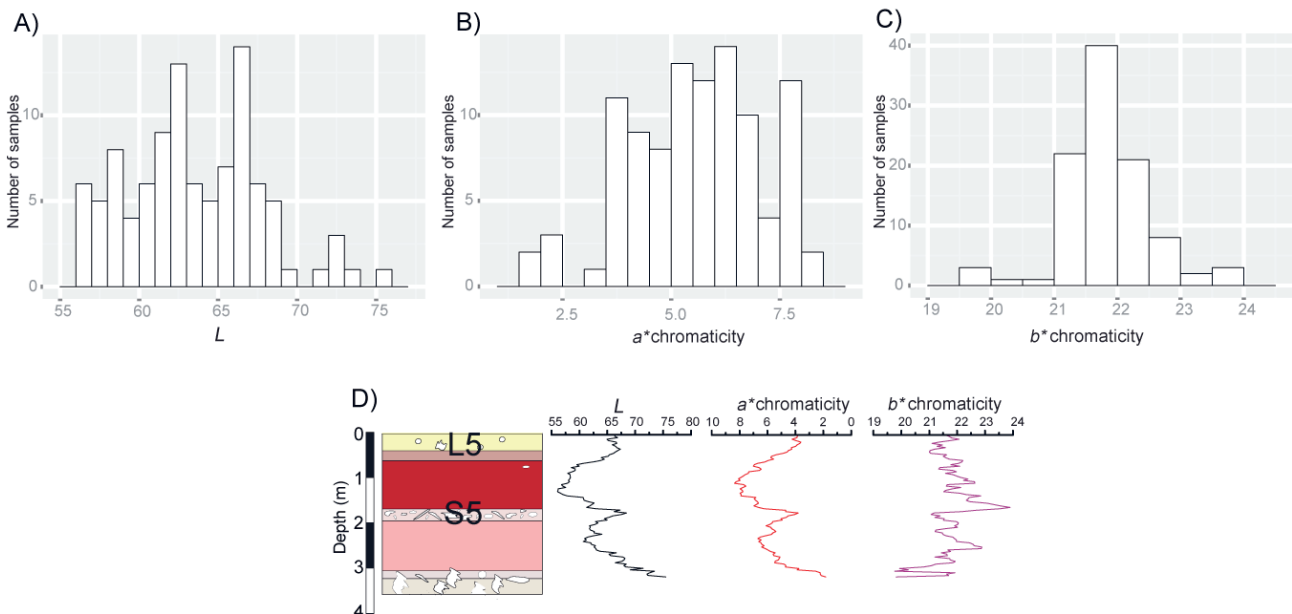 A)
Number of samples
10
5
0
55 60 65 70 75
L
B)
Number of samples
10
5
0
2.5 5.0 7.5
a*chromaticity
C)
Number of samples
40
30
20
10
0
19 20 21 22 23 24
b*chromaticity
D)
L a*chromaticity b*chromaticity
55 60 65 70 75 80 10 8 6 4 2 0 19 20 21 22 23 24
Depth (m)
0
1
2
3
4
L5
S5